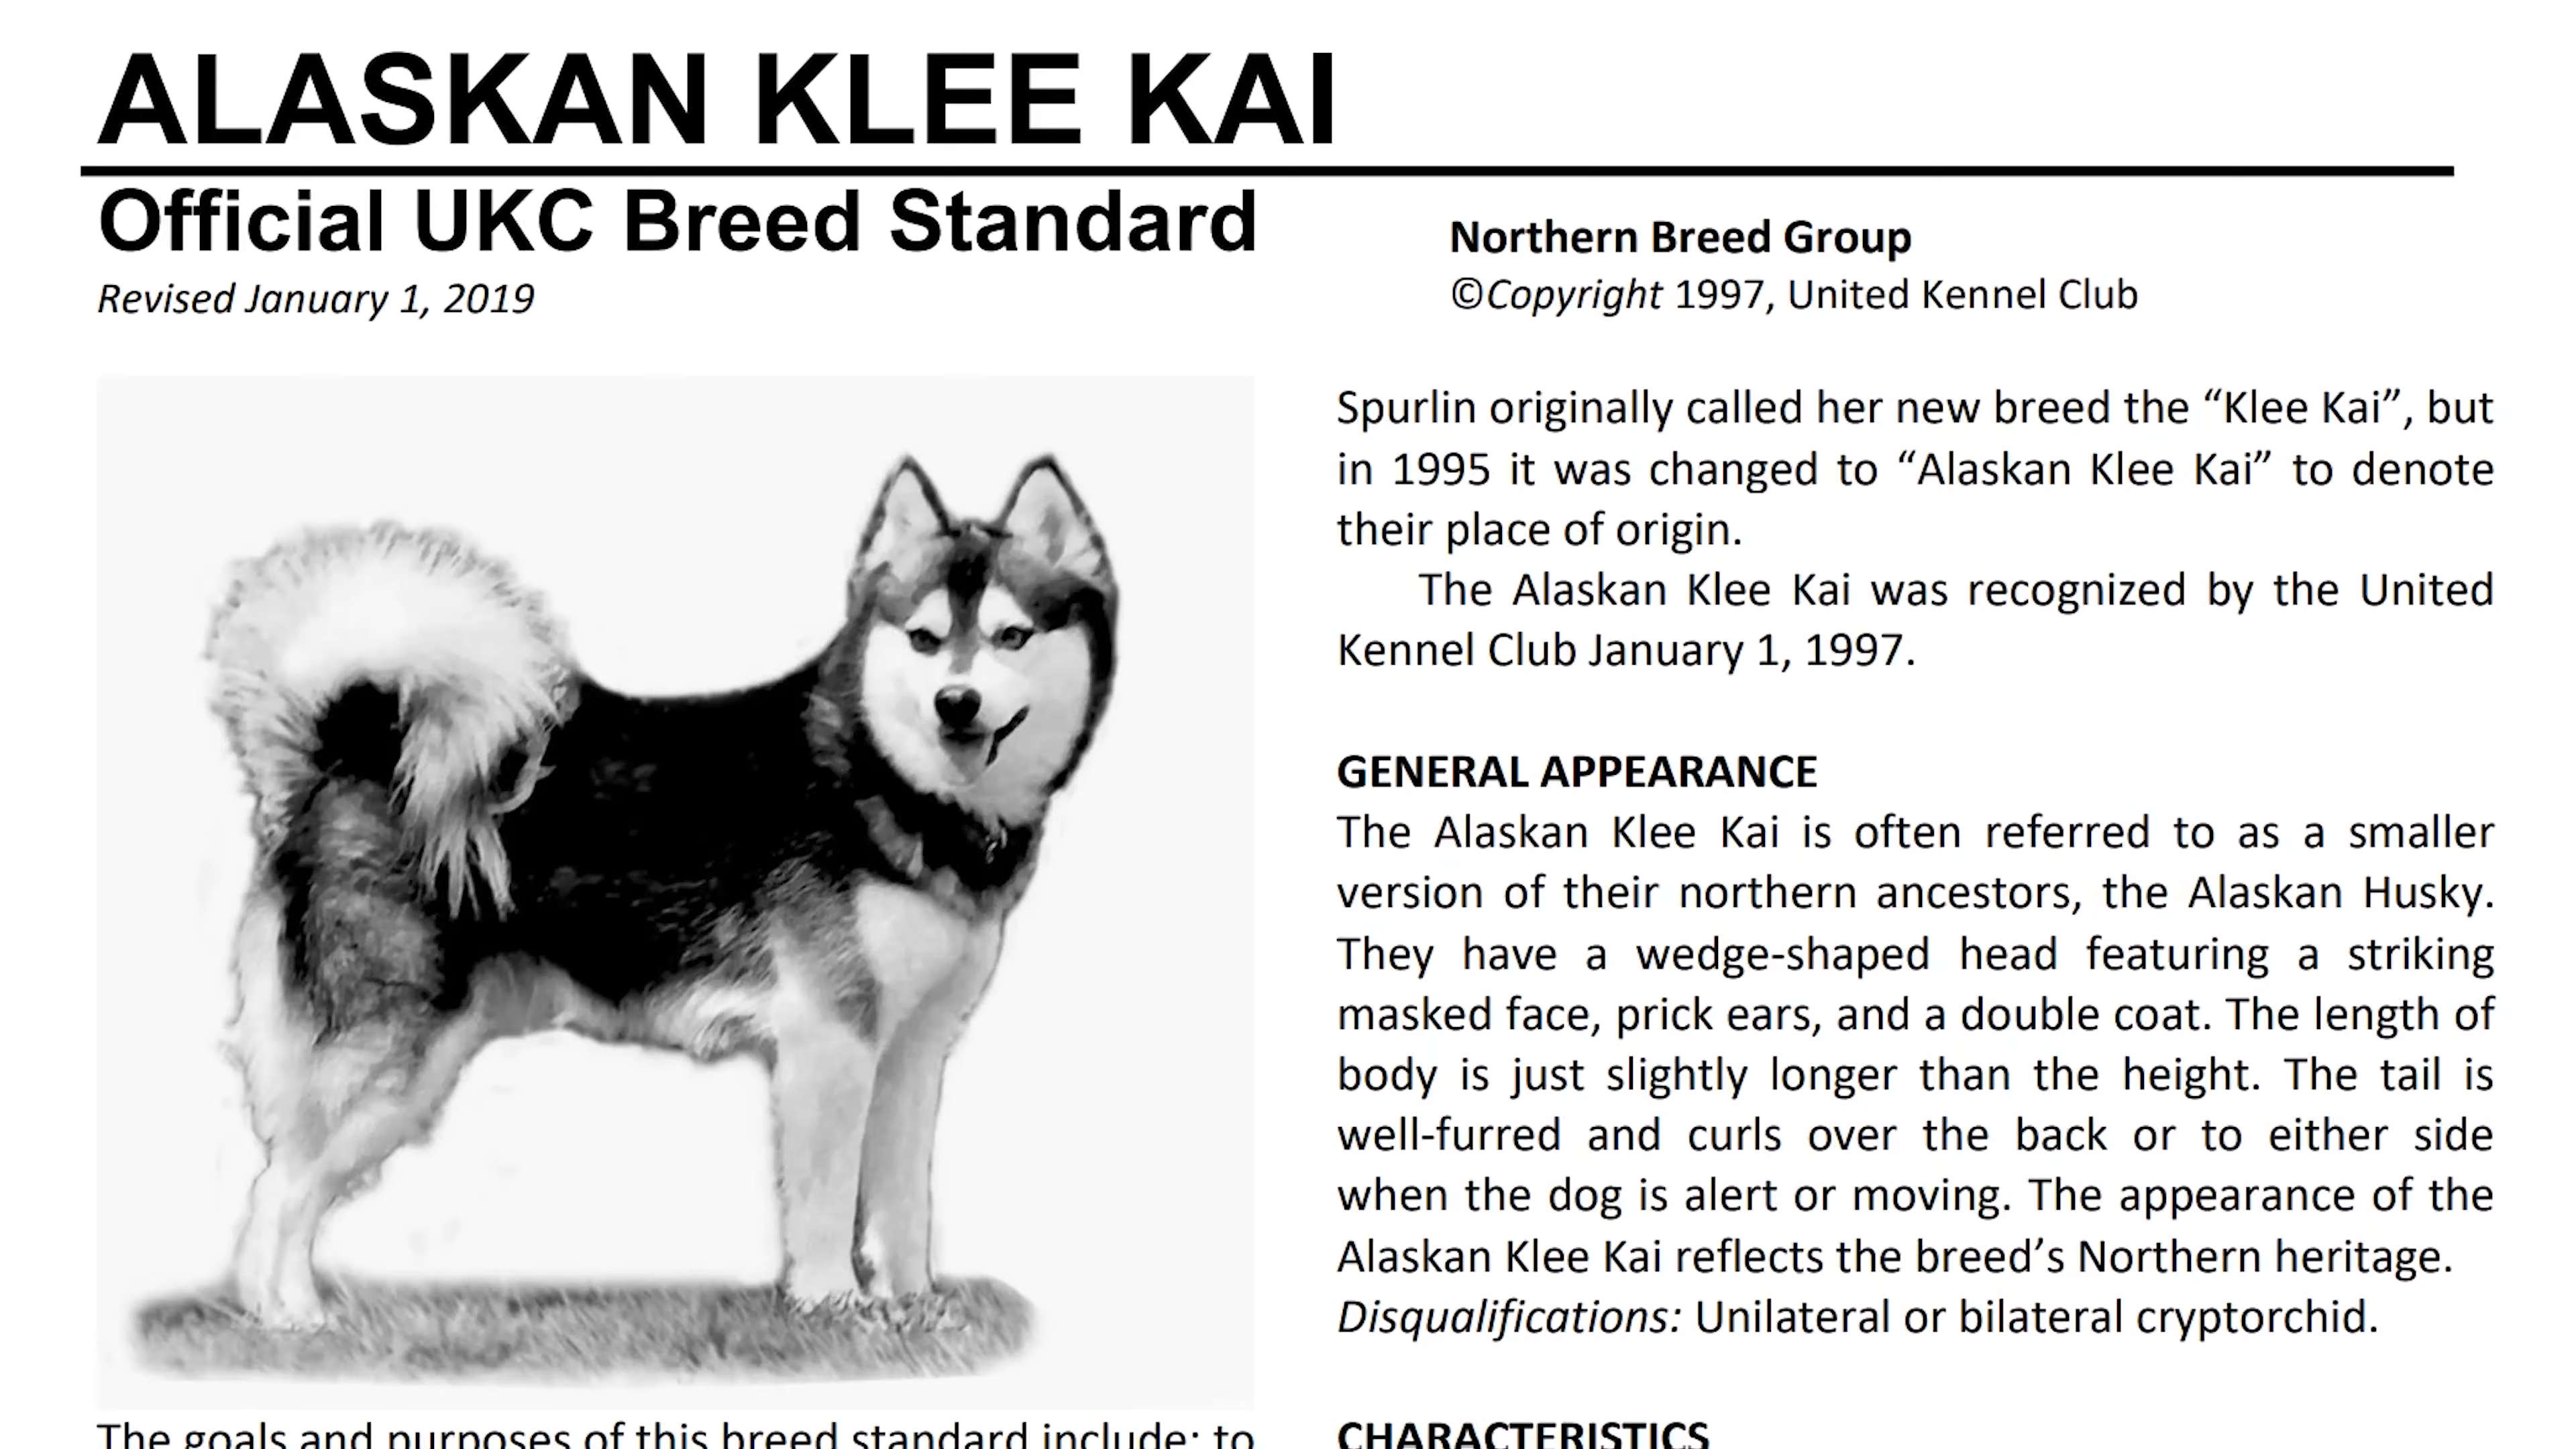 ALASKAN KLEE KAI
Official UKC Breed Standard
Revised January 1, 2019
Northern Breed Group
©Copyright 1997, United Kennel Club
The goals and purposes of this breed standard include: to
Spurlin originally called her new breed the “Klee Kai”, but
in 1995 it was changed to “Alaskan Klee Kai” to denote
their place of origin.
The Alaskan Klee Kai was recognized by the United
Kennel Club January 1, 1997.
GENERAL APPEARANCE
The Alaskan Klee Kai is often referred to as a smaller
version of their northern ancestors, the Alaskan Husky.
They have a wedge-shaped head featuring a striking
masked face, prick ears, and a double coat. The length of
body is just slightly longer than the height. The tail is
well-furred and curls over the back or to either side
when the dog is alert or moving. The appearance of the
Alaskan Klee Kai reflects the breed’s Northern heritage.
Disqualifications: Unilateral or bilateral cryptorchid.
CHARACTERISTICS